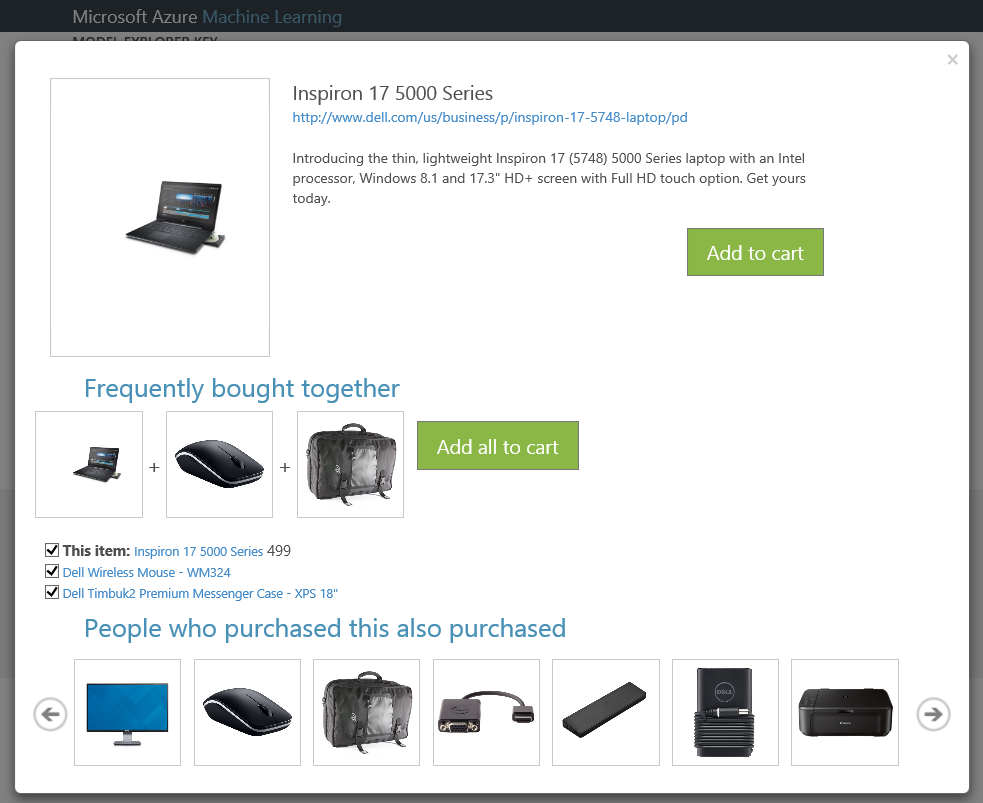 Microsoft Azure Machine Learning
MODEL EXPLORER KEY
×
Inspiron 17 5000 Series
http://www.dell.com/us/business/p/inspiron-17-5748-laptop/pd
Introducing the thin, lightweight Inspiron 17 (5748) 5000 Series laptop with an Intel
processor, Windows 8.1 and 17.3" HD+ screen with Full HD touch option. Get yours
today.
Add to cart
Frequently bought together
+ +
Add all to cart
This item: Inspiron 17 5000 Series 499
Dell Wireless Mouse - WM324
Dell Timbuk2 Premium Messenger Case - XPS 18"
People who purchased this also purchased
DELL